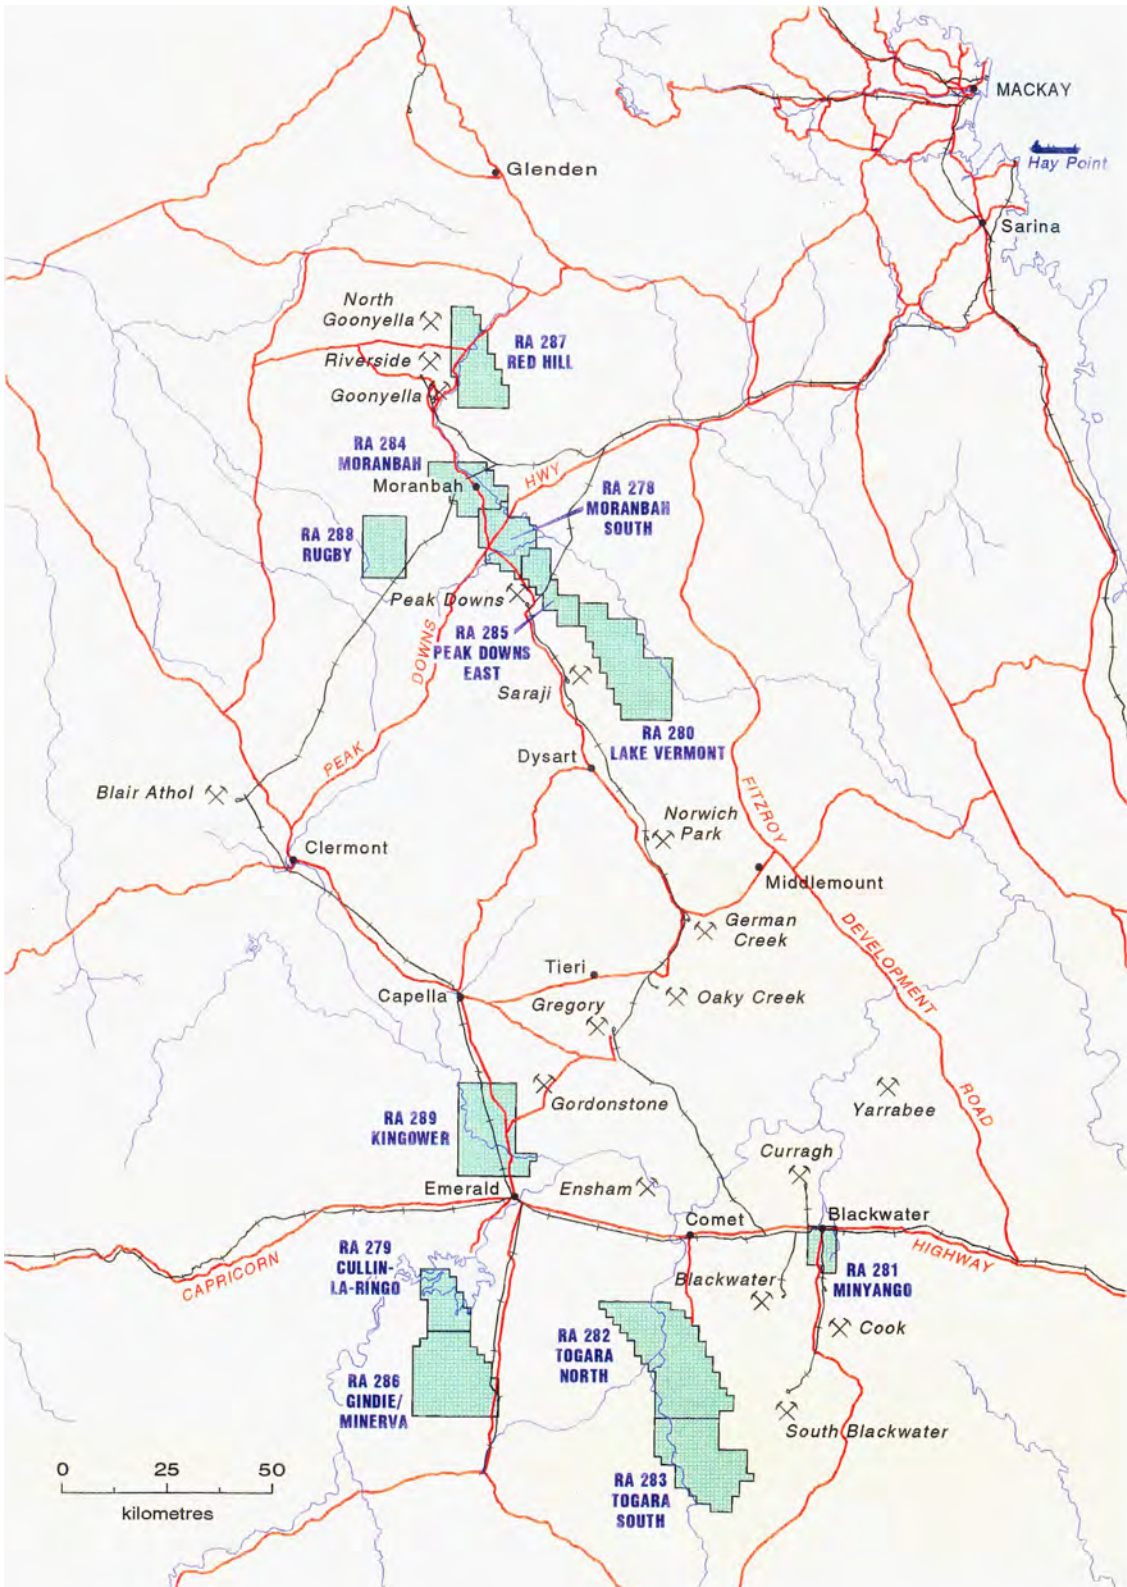 MACKAY
Hay Point
Glenden
Sarina
North
Goonyella
RA 287
RED HILL
Riverside
Goonyella
RA 284
MORANBAH
Moranbah
HWY
RA 278
MORANBAH
SOUTH
RA 288
RUGBY
Peak Downs
RA 285
PEAK DOWNS
EAST
DOWNS
Saraji
RA 280
LAKE VERMONT
PEAK
Dysart
Blair Athol
FITZROY
Norwich
Park
Clermont
Middlemount
German
Creek
DEVELOPMENT
Tieri
Capella
Gregory
Oaky Creek
Gordonstone
Yarrabee
ROAD
RA 289
KINGOWER
Curragh
Emerald
Ensham
Comet
Blackwater
HIGHWAY
RA 279
CULLIN-
LA-RINGO
CAPRICORN
Blackwater
RA 281
MINYANGO
Cook
RA 282
TOGARA
NORTH
RA 286
GINDIE/
MINERVA
South Blackwater
0 25 50
kilometres
RA 283
TOGARA
SOUTH